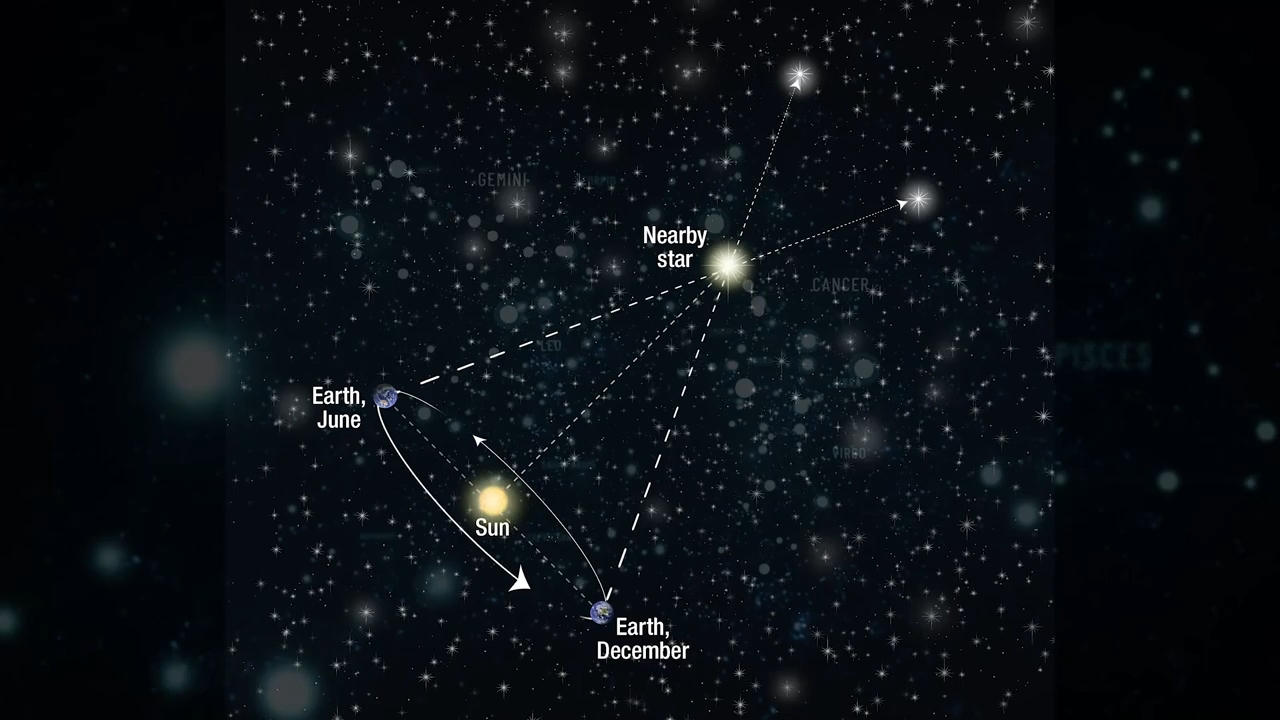 GEMINI
Nearby
star
CANCER
LEO
PISCES
Earth,
June
VIRGO
Sun
Earth,
December